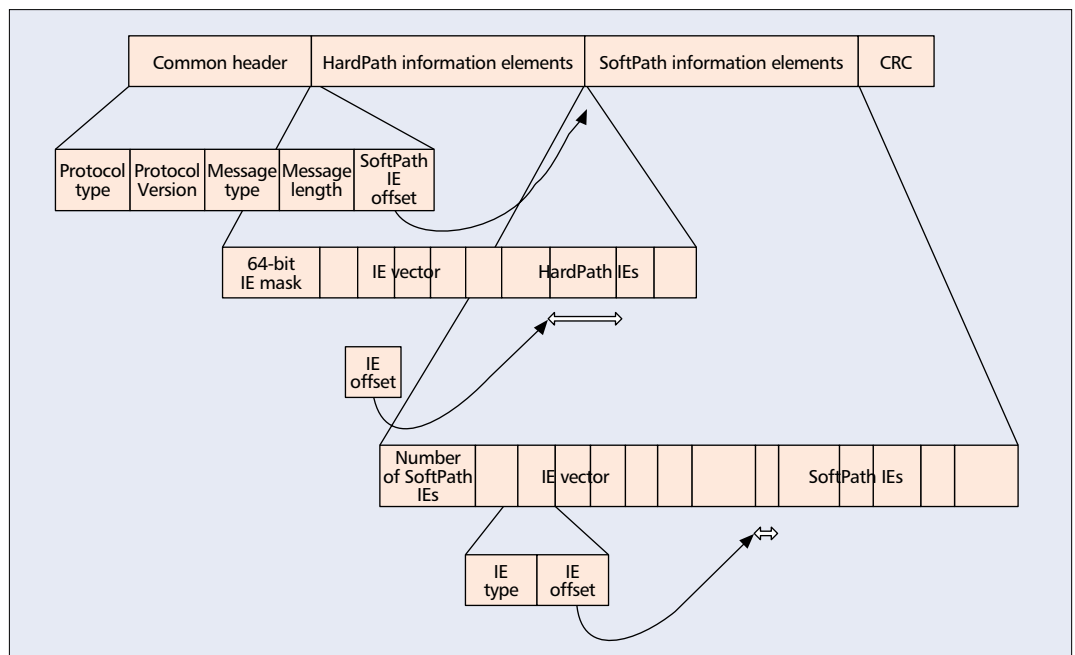 Common header
HardPath information elements
SoftPath information elements
CRC
Protocol
type
Protocol
Version
Message
type
Message
length
SoftPath
IE
offset
64-bit
IE mask
IE vector
HardPath IEs
IE
offset
Number
of SoftPath
IEs
IE vector
SoftPath IEs
IE
type
IE
offset